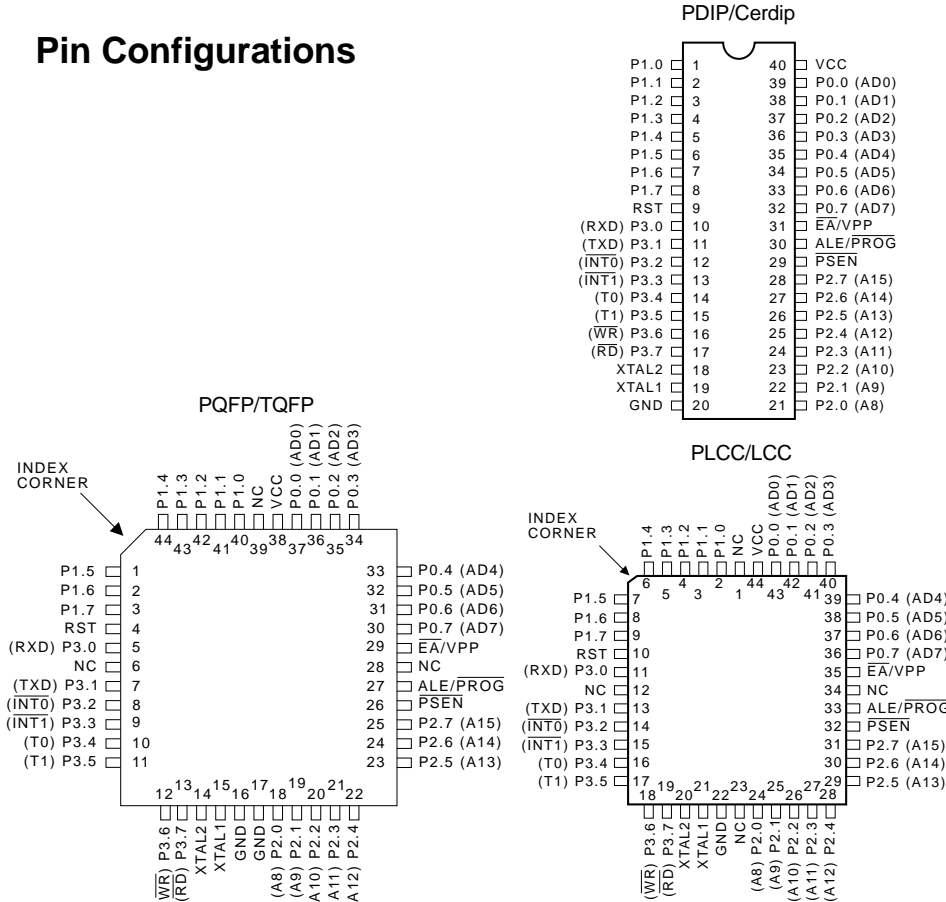 Pin Configurations
PDIP/Cerdip
P1.0 1 40 VCC
P1.1 2 39 P0.0 (AD0)
P1.2 3 38 P0.1 (AD1)
P1.3 4 37 P0.2 (AD2)
P1.4 5 36 P0.3 (AD3)
P1.5 6 35 P0.4 (AD4)
P1.6 7 34 P0.5 (AD5)
P1.7 8 33 P0.6 (AD6)
RST 9 32 P0.7 (AD7)
(RXD) P3.0 10 31 E̅A̅/VPP
(TXD) P3.1 11 30 ALE/P̅R̅O̅G̅
(I̅N̅T̅0̅) P3.2 12 29 P̅S̅E̅N̅
(I̅N̅T̅1̅) P3.3 13 28 P2.7 (A15)
(T0) P3.4 14 27 P2.6 (A14)
(T1) P3.5 15 26 P2.5 (A13)
(W̅R̅) P3.6 16 25 P2.4 (A12)
(R̅D̅) P3.7 17 24 P2.3 (A11)
XTAL2 18 23 P2.2 (A10)
XTAL1 19 22 P2.1 (A9)
GND 20 21 P2.0 (A8)
PQFP/TQFP
INDEX
CORNER
P1.4 P1.3 P1.2 P1.1 P1.0 NC VCC P0.0 (AD0) P0.1 (AD1) P0.2 (AD2) P0.3 (AD3)
44 43 42 41 40 39 38 37 36 35 34
P1.5 1 33 P0.4 (AD4)
P1.6 2 32 P0.5 (AD5)
P1.7 3 31 P0.6 (AD6)
RST 4 30 P0.7 (AD7)
(RXD) P3.0 5 29 E̅A̅/VPP
NC 6 28 NC
(TXD) P3.1 7 27 ALE/P̅R̅O̅G̅
(I̅N̅T̅0̅) P3.2 8 26 P̅S̅E̅N̅
(I̅N̅T̅1̅) P3.3 9 25 P2.7 (A15)
(T0) P3.4 10 24 P2.6 (A14)
(T1) P3.5 11 23 P2.5 (A13)
12 13 14 15 16 17 18 19 20 21 22
(W̅R̅) P3.6 (R̅D̅) P3.7 XTAL2 XTAL1 GND GND (A8) P2.0 (A9) P2.1 A10) P2.2 A11) P2.3 A12) P2.4
PLCC/LCC
INDEX
CORNER
P1.4 P1.3 P1.2 P1.1 P1.0 NC VCC P0.0 (AD0) P0.1 (AD1) P0.2 (AD2) P0.3 (AD3)
6 5 4 3 2 1 44 43 42 41 40
P1.5 7 39 P0.4 (AD4)
P1.6 8 38 P0.5 (AD5)
P1.7 9 37 P0.6 (AD6)
RST 10 36 P0.7 (AD7)
(RXD) P3.0 11 35 E̅A̅/VPP
NC 12 34 NC
(TXD) P3.1 13 33 ALE/P̅R̅O̅G̅
(I̅N̅T̅0̅) P3.2 14 32 P̅S̅E̅N̅
(I̅N̅T̅1̅) P3.3 15 31 P2.7 (A15)
(T0) P3.4 16 30 P2.6 (A14)
(T1) P3.5 17 29 P2.5 (A13)
18 19 20 21 22 23 24 25 26 27 28
(W̅R̅) P3.6 (R̅D̅) P3.7 XTAL2 XTAL1 GND NC (A8) P2.0 (A9) P2.1 (A10) P2.2 (A11) P2.3 (A12) P2.4